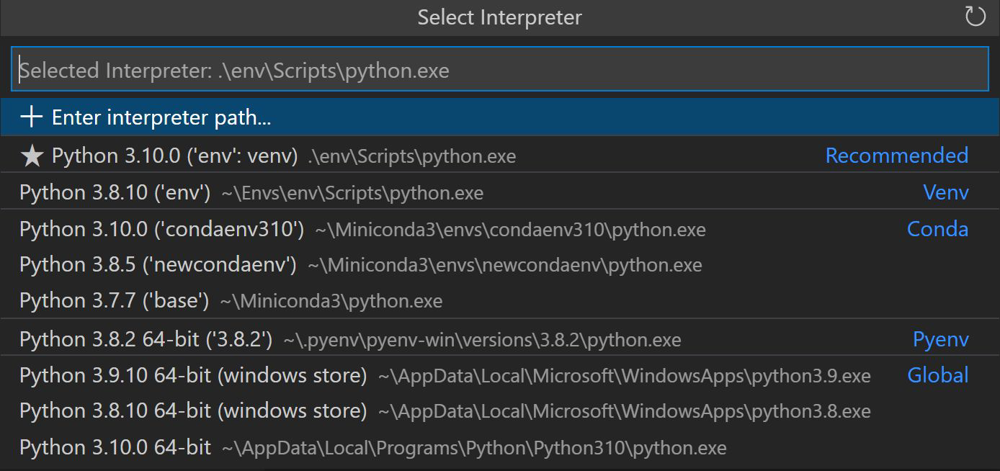 Select Interpreter
Selected Interpreter: .\env\Scripts\python.exe
Enter interpreter path...
Python 3.10.0 ('env': venv) .\env\Scripts\python.exe Recommended
Python 3.8.10 ('env') ~\Envs\env\Scripts\python.exe Venv
Python 3.10.0 ('condaenv310') ~\Miniconda3\envs\condaenv310\python.exe Conda
Python 3.8.5 ('newcondaenv') ~\Miniconda3\envs\newcondaenv\python.exe
Python 3.7.7 ('base') ~\Miniconda3\python.exe
Python 3.8.2 64-bit ('3.8.2') ~\.pyenv\pyenv-win\versions\3.8.2\python.exe Pyenv
Python 3.9.10 64-bit (windows store) ~\AppData\Local\Microsoft\WindowsApps\python3.9.exe Global
Python 3.8.10 64-bit (windows store) ~\AppData\Local\Microsoft\WindowsApps\python3.8.exe
Python 3.10.0 64-bit ~\AppData\Local\Programs\Python\Python310\python.exe